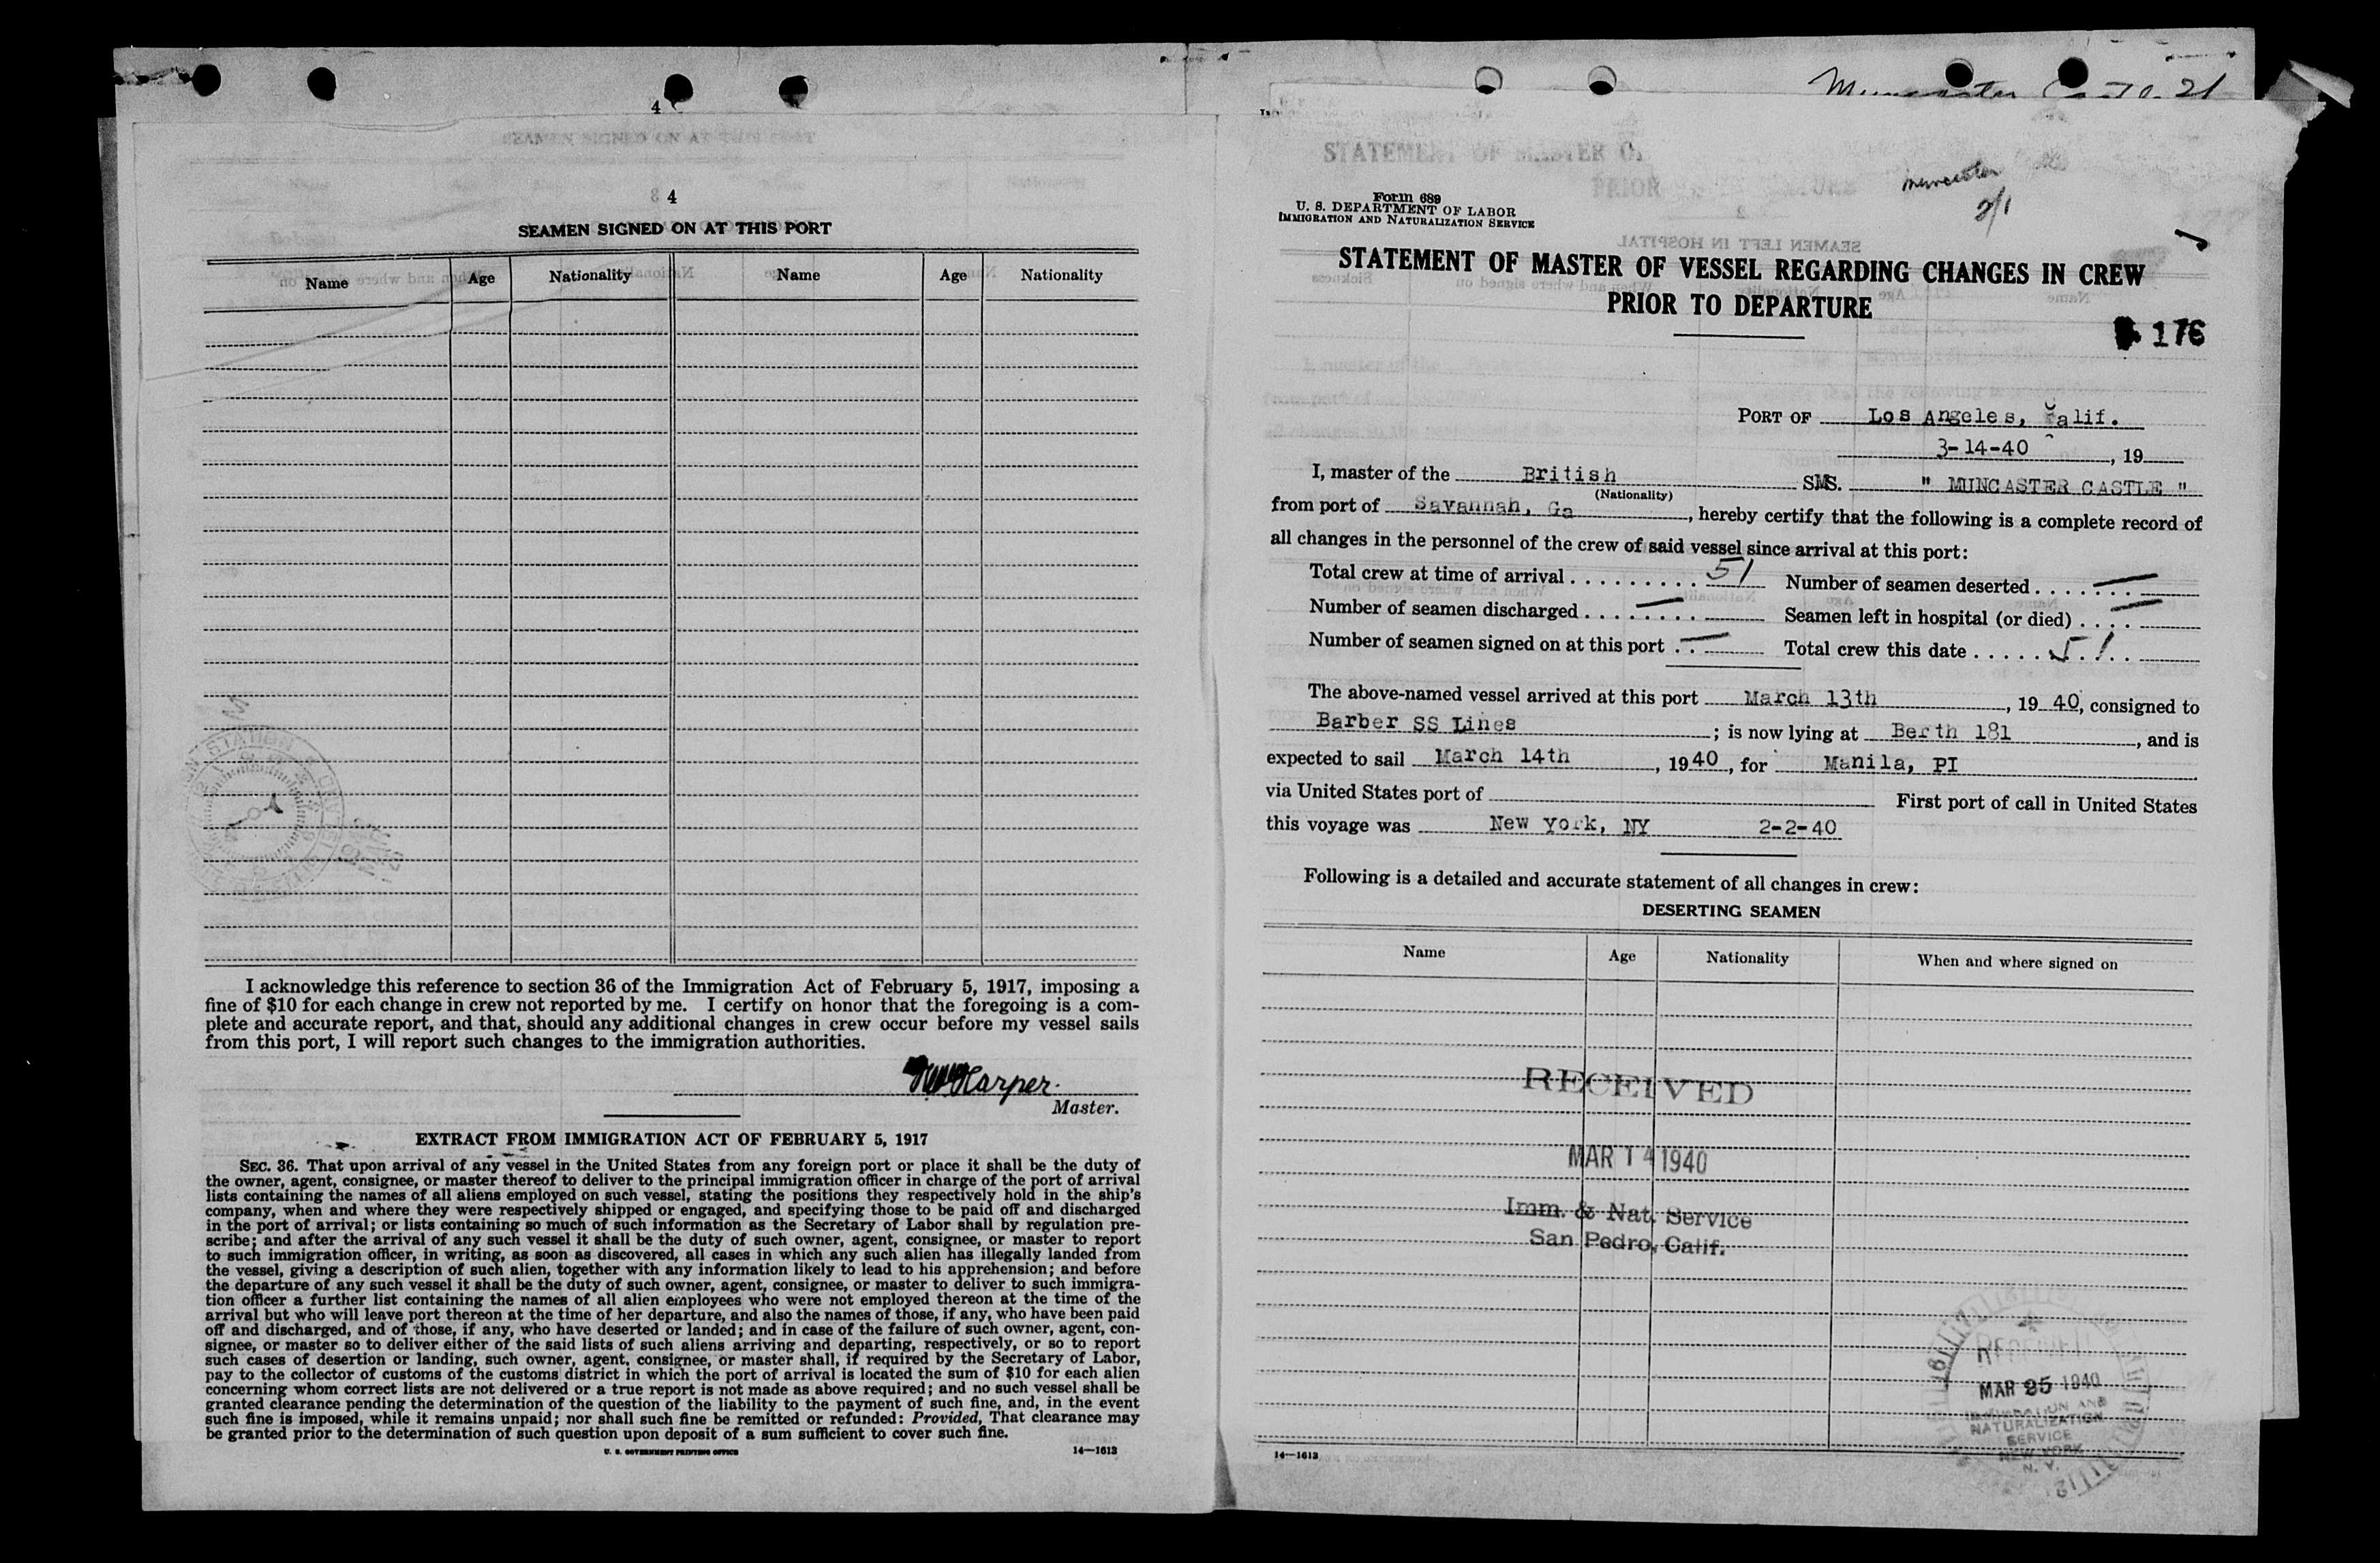 4
4
SEAMEN SIGNED ON AT THIS PORT
Name Age Nationality Name Age Nationality
I acknowledge this reference to section 36 of the Immigration Act of February 5, 1917, imposing a
fine of $10 for each change in crew not reported by me. I certify on honor that the foregoing is a com-
plete and accurate report, and that, should any additional changes in crew occur before my vessel sails
from this port, I will report such changes to the immigration authorities.
Harper
Master.
EXTRACT FROM IMMIGRATION ACT OF FEBRUARY 5, 1917
SEC. 36. That upon arrival of any vessel in the United States from any foreign port or place it shall be the duty of
the owner, agent, consignee, or master thereof to deliver to the principal immigration officer in charge of the port of arrival
lists containing the names of all aliens employed on such vessel, stating the positions they respectively hold in the ship's
company, when and where they were respectively shipped or engaged, and specifying those to be paid off and discharged
in the port of arrival; or lists containing so much of such information as the Secretary of Labor shall by regulation pre-
scribe; and after the arrival of any such vessel it shall be the duty of such owner, agent, consignee, or master to report
to such immigration officer, in writing, as soon as discovered, all cases in which any such alien has illegally landed from
the vessel, giving a description of such alien, together with any information likely to lead to his apprehension; and before
the departure of any such vessel it shall be the duty of such owner, agent, consignee, or master to deliver to such immigra-
tion officer a further list containing the names of all alien employees who were not employed thereon at the time of the
arrival but who will leave port thereon at the time of her departure, and also the names of those, if any, who have been paid
off and discharged, and of those, if any, who have deserted or landed; and in case of the failure of such owner, agent, con-
signee, or master so to deliver either of the said lists of such aliens arriving and departing, respectively, or so to report
such cases of desertion or landing, such owner, agent, consignee, or master shall, if required by the Secretary of Labor,
pay to the collector of customs of the customs district in which the port of arrival is located the sum of $10 for each alien
concerning whom correct lists are not delivered or a true report is not made as above required; and no such vessel shall be
granted clearance pending the determination of the question of the liability to the payment of such fine, and, in the event
such fine is imposed, while it remains unpaid; nor shall such fine be remitted or refunded: Provided, That clearance may
be granted prior to the determination of such question upon deposit of a sum sufficient to cover such fine.
U. S. GOVERNMENT PRINTING OFFICE 14—1613
21
Muncaster
2/1
Form 689
U. S. DEPARTMENT OF LABOR
IMMIGRATION AND NATURALIZATION SERVICE
STATEMENT OF MASTER OF VESSEL REGARDING CHANGES IN CREW
PRIOR TO DEPARTURE
176
PORT OF Los Angeles, Calif.
3-14-40, 19
I, master of the British SMS. " MUNCASTER CASTLE "
(Nationality)
from port of Savannah, Ga, hereby certify that the following is a complete record of
all changes in the personnel of the crew of said vessel since arrival at this port:
Total crew at time of arrival . . . . . . . . . 51 Number of seamen deserted . . . . . . . —
Number of seamen discharged . . . . . . . . — Seamen left in hospital (or died) . . . . —
Number of seamen signed on at this port . . — Total crew this date . . . . . 51
The above-named vessel arrived at this port March 13th, 19 40, consigned to
Barber SS Lines; is now lying at Berth 181, and is
expected to sail March 14th, 19 40, for Manila, PI
via United States port of First port of call in United States
this voyage was New York, NY 2-2-40
Following is a detailed and accurate statement of all changes in crew:
DESERTING SEAMEN
Name Age Nationality When and where signed on
RECEIVED
MAR 14 1940
Imm. & Nat. Service
San Pedro, Calif.
RECEIVED
MAR 25 1940
IMMIGRATION AND
NATURALIZATION
SERVICE
NEW YORK
N. Y.
14—1613